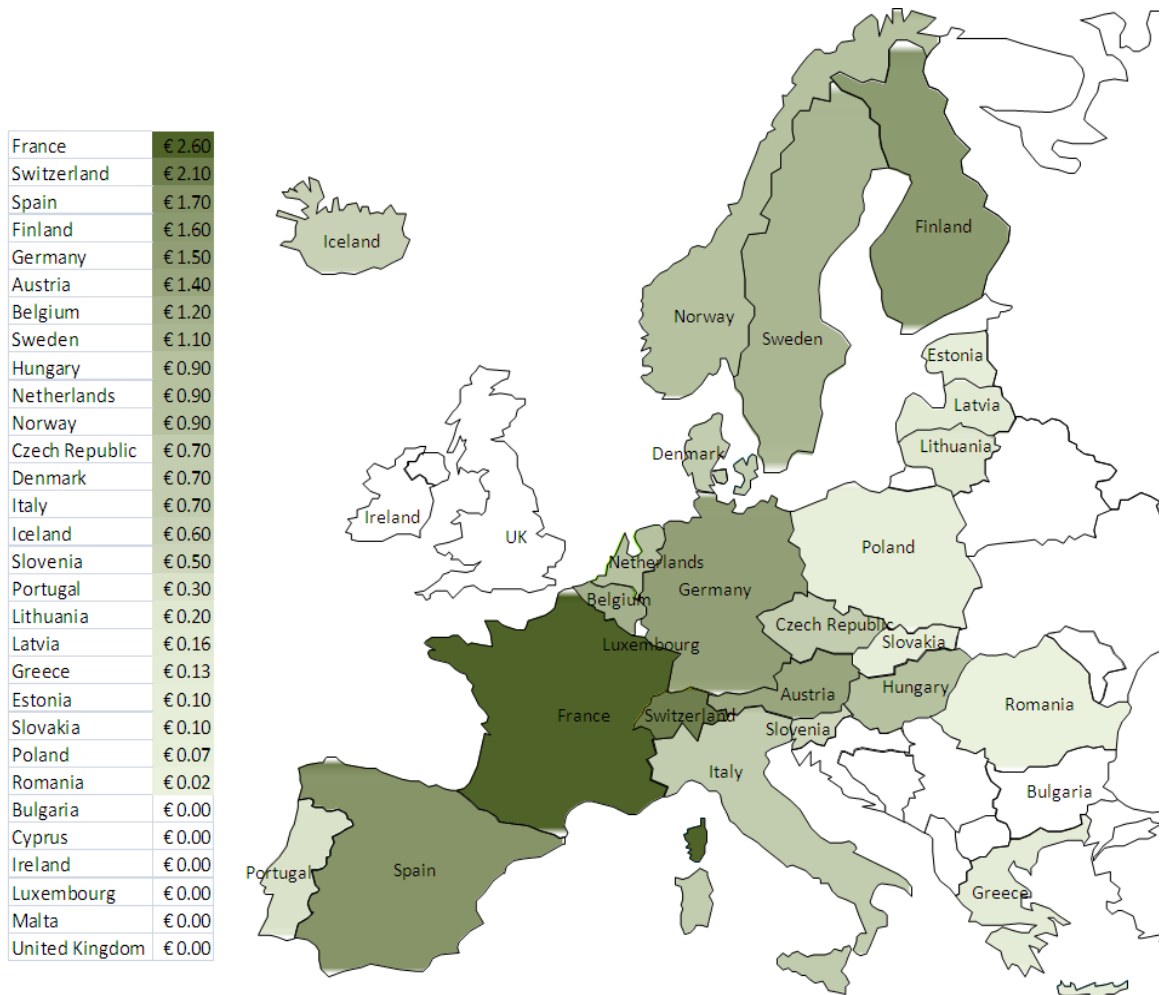 France € 2.60
Switzerland € 2.10
Spain € 1.70
Finland € 1.60
Germany € 1.50
Austria € 1.40
Belgium € 1.20
Sweden € 1.10
Hungary € 0.90
Netherlands € 0.90
Norway € 0.90
Czech Republic € 0.70
Denmark € 0.70
Italy € 0.70
Iceland € 0.60
Slovenia € 0.50
Portugal € 0.30
Lithuania € 0.20
Latvia € 0.16
Greece € 0.13
Estonia € 0.10
Slovakia € 0.10
Poland € 0.07
Romania € 0.02
Bulgaria € 0.00
Cyprus € 0.00
Ireland € 0.00
Luxembourg € 0.00
Malta € 0.00
United Kingdom € 0.00
Finland
Iceland
Norway
Sweden
Estonia
Latvia
Lithuania
Denmark
Ireland
UK
Poland
Netherlands
Germany
Belgium
Czech Republic
Slovakia
Luxembourg
Hungary
Austria
Romania
France
Switzerland
Slovenia
Italy
Bulgaria
Portugal
Spain
Greece